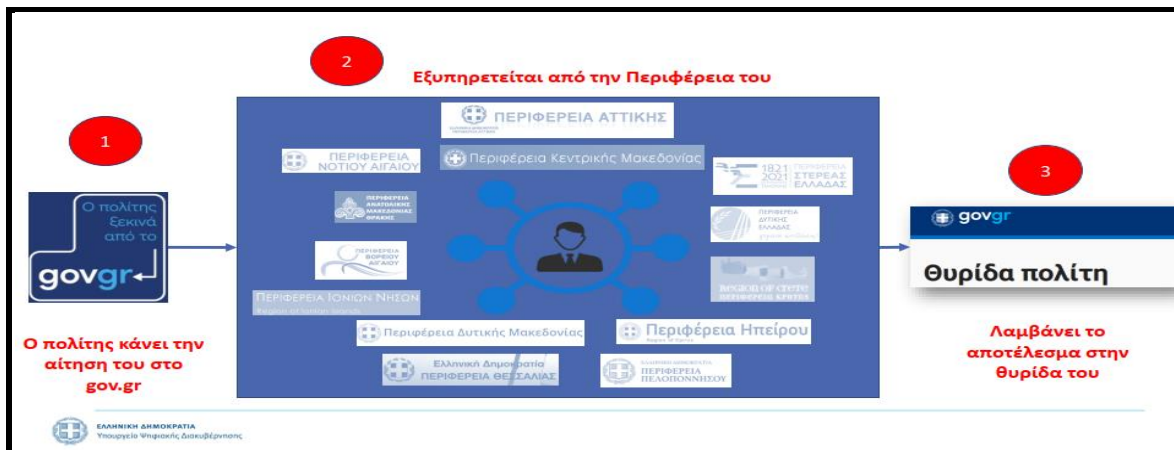 2
Εξυπηρετείται από την Περιφέρεια του
1
Ο πολίτης
ξεκινά
από το
govgr
Ο πολίτης κάνει την
αίτηση του στο
gov.gr
ΠΕΡΙΦΕΡΕΙΑ ΑΤΤΙΚΗΣ
ΠΕΡΙΦΕΡΕΙΑ
ΝΟΤΙΟΥ ΑΙΓΑΙΟΥ
Περιφέρεια Κεντρικής Μακεδονίας
1821
2021
ΠΕΡΙΦΕΡΕΙΑ
ΣΤΕΡΕΑΣ
ΕΛΛΑΔΑΣ
ΠΕΡΙΦΕΡΕΙΑ
ΑΝΑΤΟΛΙΚΗΣ
ΜΑΚΕΔΟΝΙΑΣ
ΘΡΑΚΗΣ
ΠΕΡΙΦΕΡΕΙΑ
ΔΥΤΙΚΗΣ
ΕΛΛΑΔΑΣ
ΠΕΡΙΦΕΡΕΙΑ
ΒΟΡΕΙΟΥ
ΑΙΓΑΙΟΥ
REGION OF CRETE
ΠΕΡΙΦΕΡΕΙΑ ΚΡΗΤΗΣ
ΠΕΡΙΦΕΡΕΙΑ ΙΟΝΙΩΝ ΝΗΣΩΝ
Region of Ionian Islands
Περιφέρεια Δυτικής Μακεδονίας
Περιφέρεια Ηπείρου
Region of Epirus
Ελληνική Δημοκρατία
ΠΕΡΙΦΕΡΕΙΑ ΘΕΣΣΑΛΙΑΣ
ΕΛΛΗΝΙΚΗ ΔΗΜΟΚΡΑΤΙΑ
ΠΕΡΙΦΕΡΕΙΑ
ΠΕΛΟΠΟΝΝΗΣΟΥ
3
govgr
Θυρίδα πολίτη
Λαμβάνει το
αποτέλεσμα στην
θυρίδα του
ΕΛΛΗΝΙΚΗ ΔΗΜΟΚΡΑΤΙΑ
Υπουργείο Ψηφιακής Διακυβέρνησης